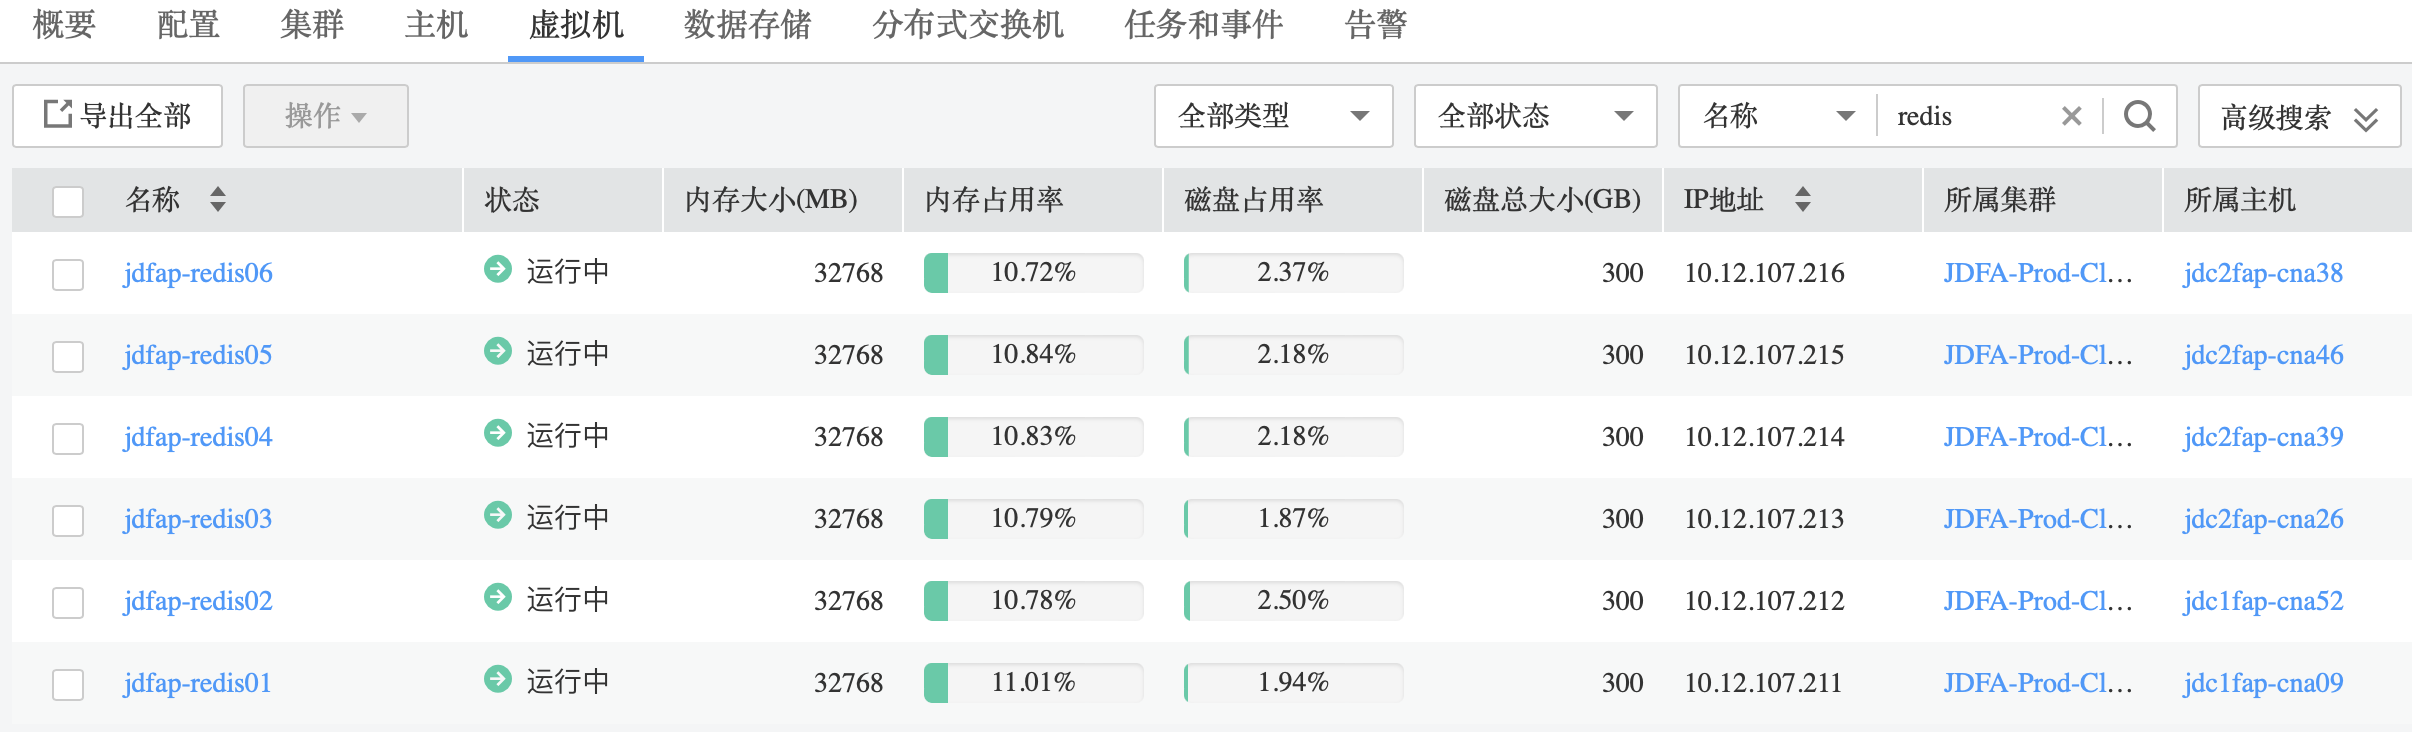 概要 配置 集群 主机 虚拟机 数据存储 分布式交换机 任务和事件 告警
导出全部 操作 全部类型 全部状态 名称 redis 高级搜索
名称 状态 内存大小(MB) 内存占用率 磁盘占用率 磁盘总大小(GB) IP地址 所属集群 所属主机
jdfap-redis06 运行中 32768 10.72% 2.37% 300 10.12.107.216 JDFA-Prod-Cl... jdc2fap-cna38
jdfap-redis05 运行中 32768 10.84% 2.18% 300 10.12.107.215 JDFA-Prod-Cl... jdc2fap-cna46
jdfap-redis04 运行中 32768 10.83% 2.18% 300 10.12.107.214 JDFA-Prod-Cl... jdc2fap-cna39
jdfap-redis03 运行中 32768 10.79% 1.87% 300 10.12.107.213 JDFA-Prod-Cl... jdc2fap-cna26
jdfap-redis02 运行中 32768 10.78% 2.50% 300 10.12.107.212 JDFA-Prod-Cl... jdc1fap-cna52
jdfap-redis01 运行中 32768 11.01% 1.94% 300 10.12.107.211 JDFA-Prod-Cl... jdc1fap-cna09